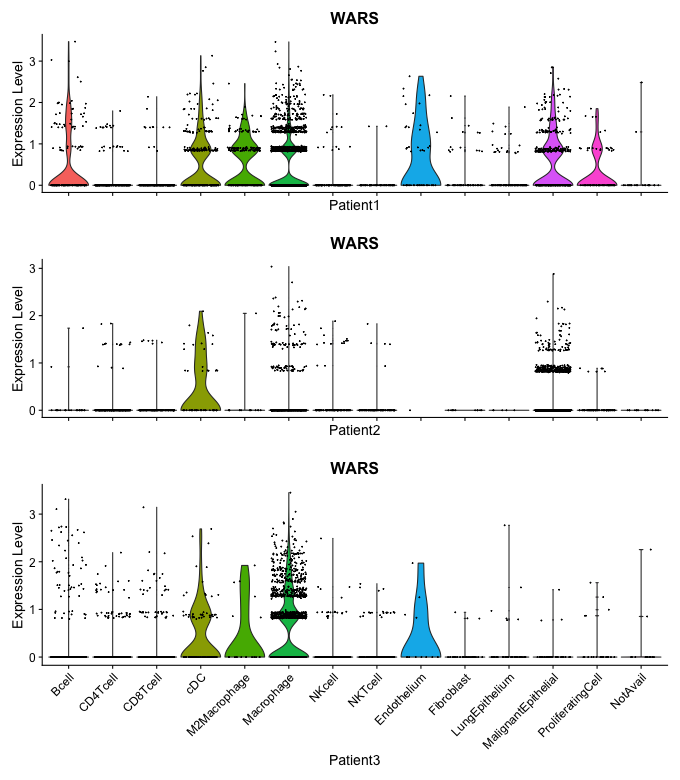 WARS
Expression Level
3
2
1
0
Patient1
WARS
Expression Level
3
2
1
0
Patient2
WARS
Expression Level
3
2
1
0
Bcell
CD4Tcell
CD8Tcell
cDC
M2Macrophage
Macrophage
NKcell
NKTcell
Endothelium
Fibroblast
LungEpithelium
MalignantEpithelial
ProliferatingCell
NotAvail
Patient3